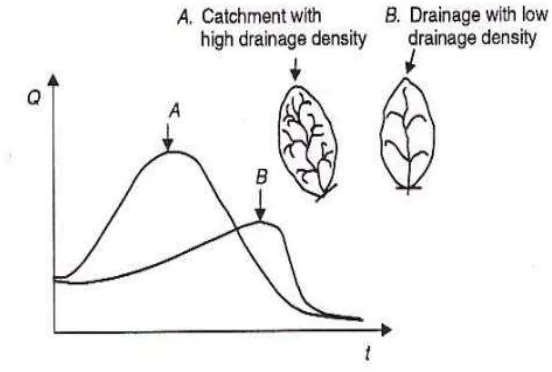 A. Catchment with
high drainage density
B. Drainage with low
drainage density
Q
A
B
t